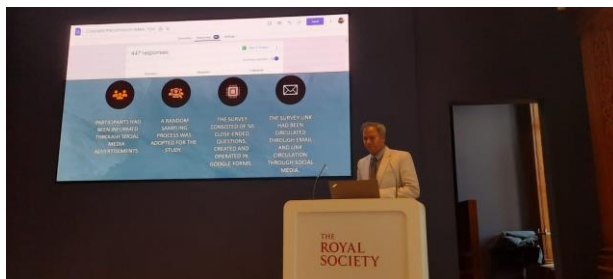 447 responses
PARTICIPANTS HAD
BEEN INFORMED
THROUGH SOCIAL
MEDIA
ADVERTISEMENTS
A RANDOM
SAMPLING
PROCESS WAS
ADOPTED FOR THE
STUDY
THE SURVEY
CONSISTED OF 50
CLOSE-ENDED
QUESTIONS,
CREATED AND
OPERATED IN
GOOGLE FORMS.
THE SURVEY LINK
HAD BEEN
CIRCULATED
THROUGH EMAIL
AND LINK
CIRCULATION
THROUGH SOCIAL
MEDIA.
THE
ROYAL
SOCIETY